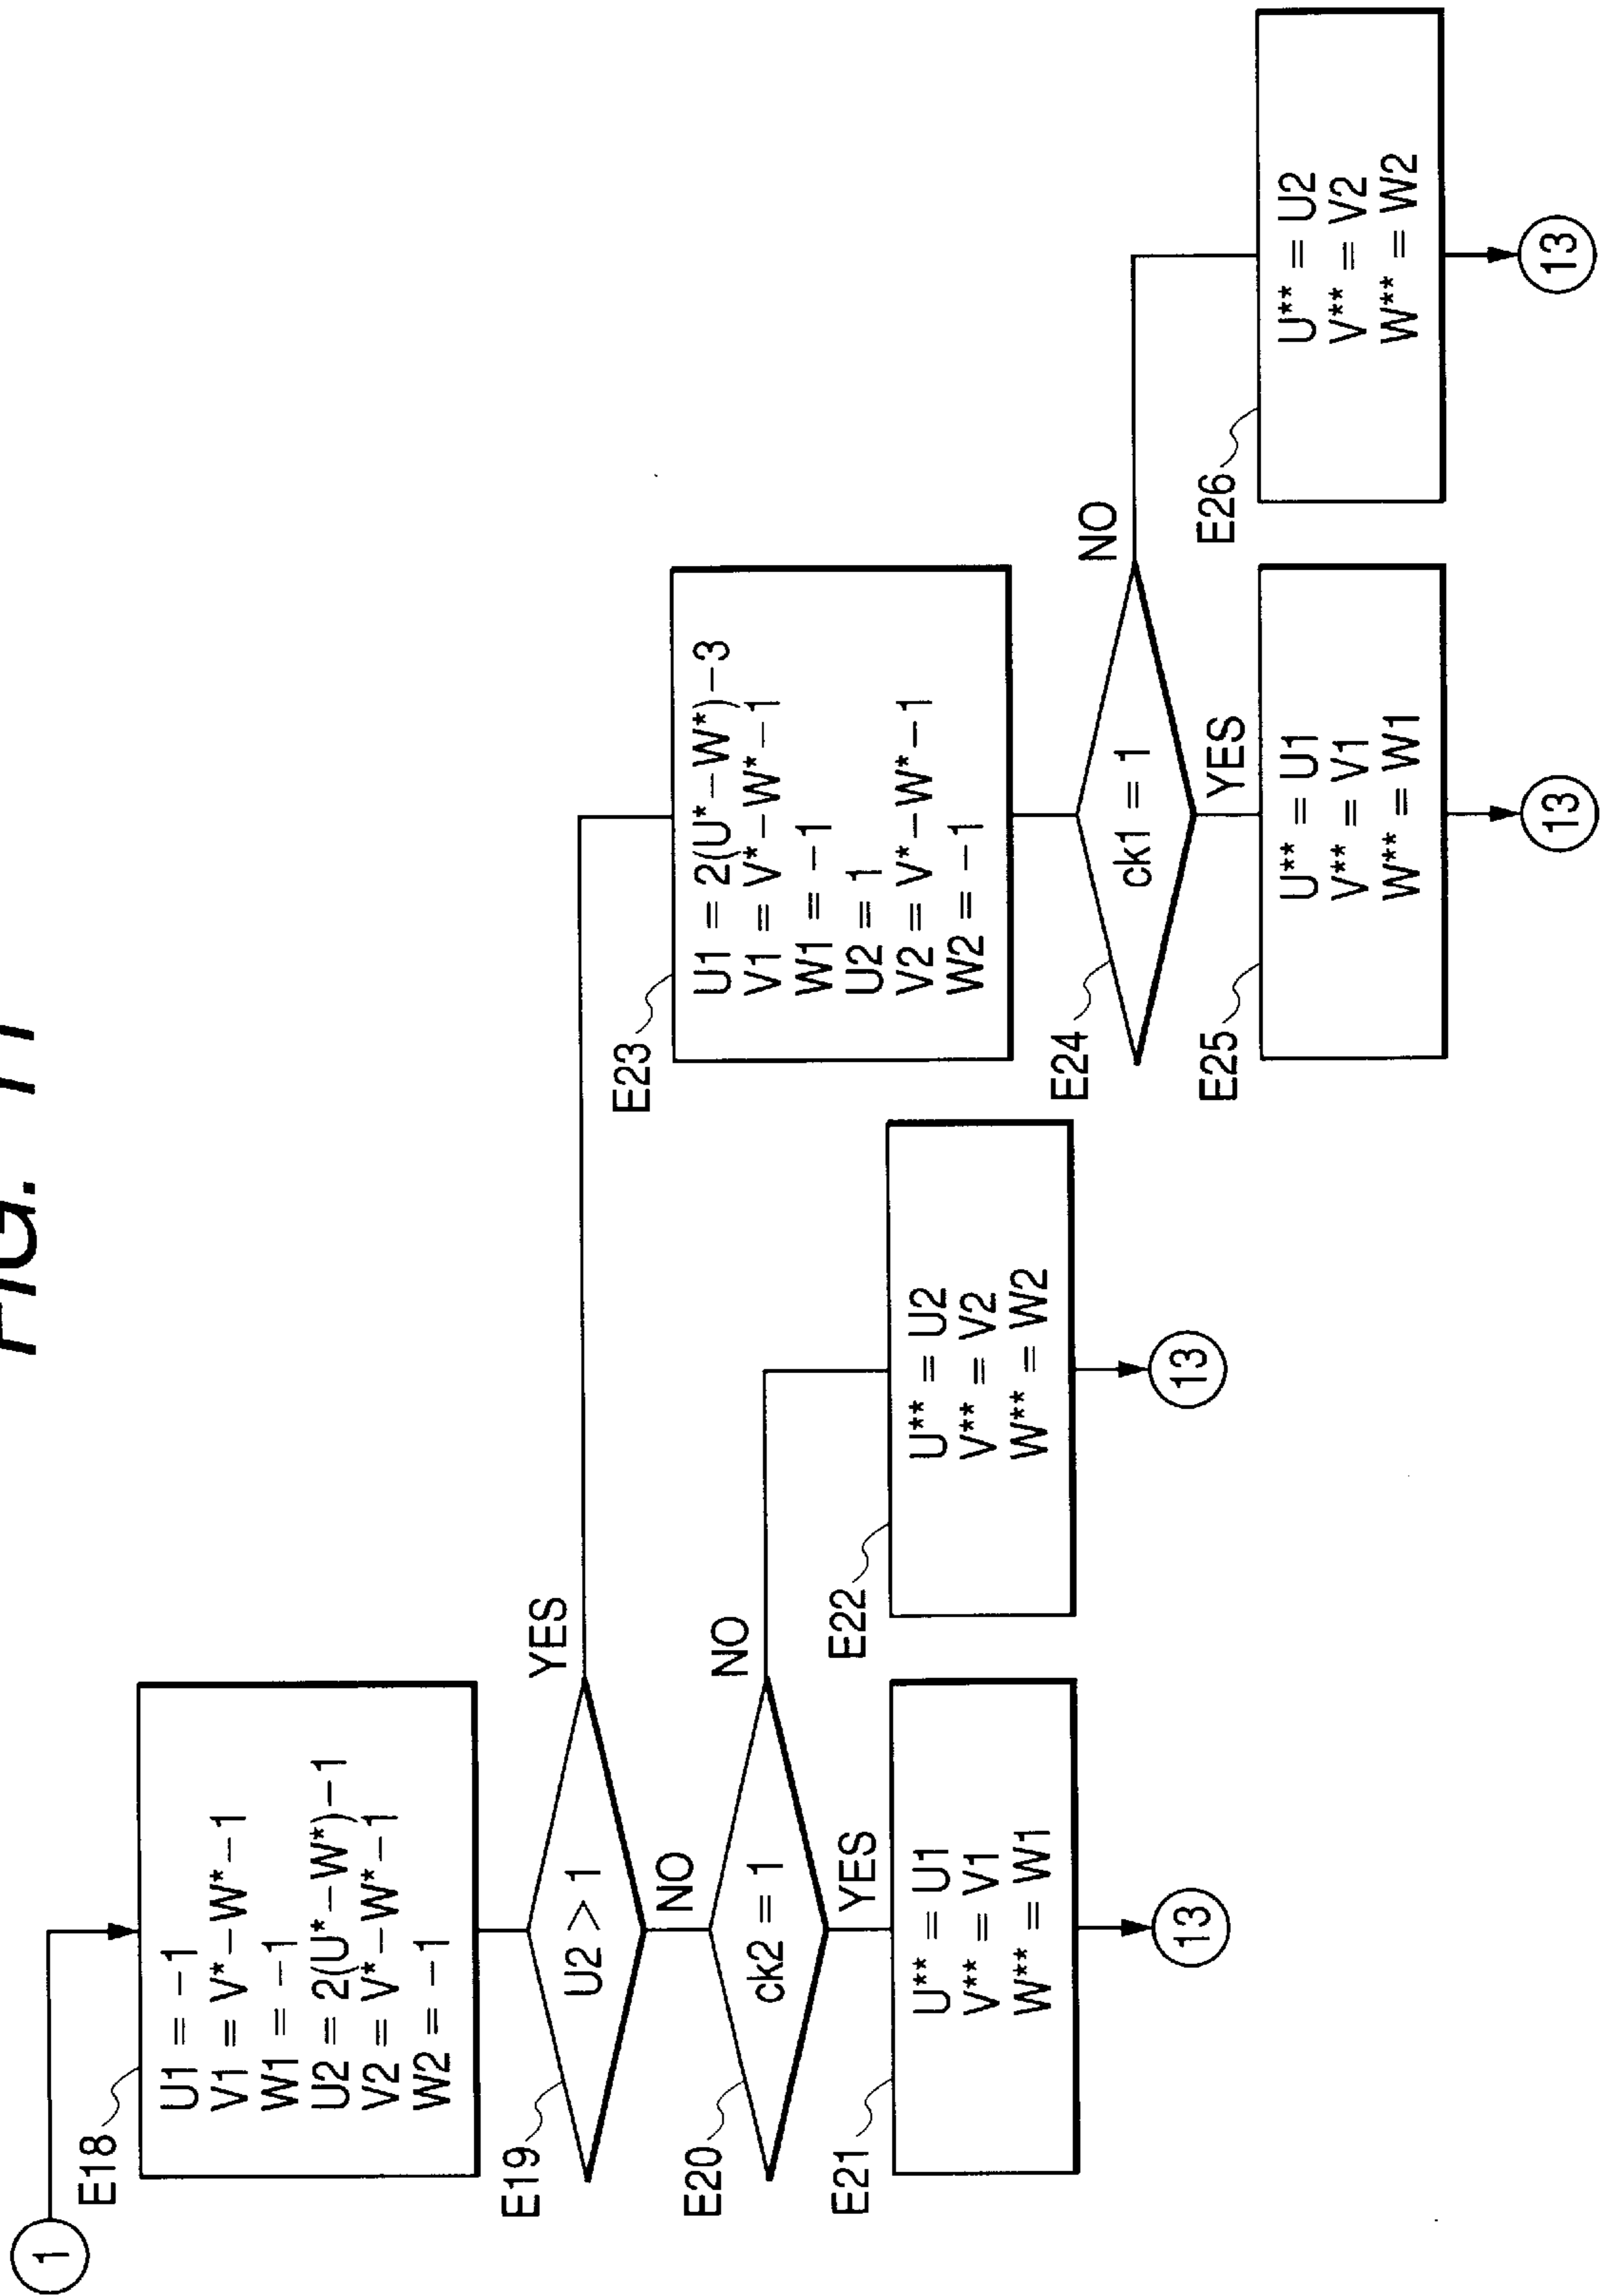 FIG. 11
1
E18
U1 = −1
V1 = V*−W*−1
W1 = −1
U2 = 2(U*−W*)−1
V2 = V*−W*−1
W2 = −1
E19
U2 > 1
YES
NO
E20
ck2 = 1
NO
YES
E21
U** = U1
V** = V1
W** = W1
13
E22
U** = U2
V** = V2
W** = W2
13
E23
U1 = 2(U*−W*)−3
V1 = V*−W*−1
W1 = −1
U2 = 1
V2 = V*−W*−1
W2 = −1
E24
ck1 = 1
NO
YES
E25
U** = U1
V** = V1
W** = W1
13
E26
U** = U2
V** = V2
W** = W2
13